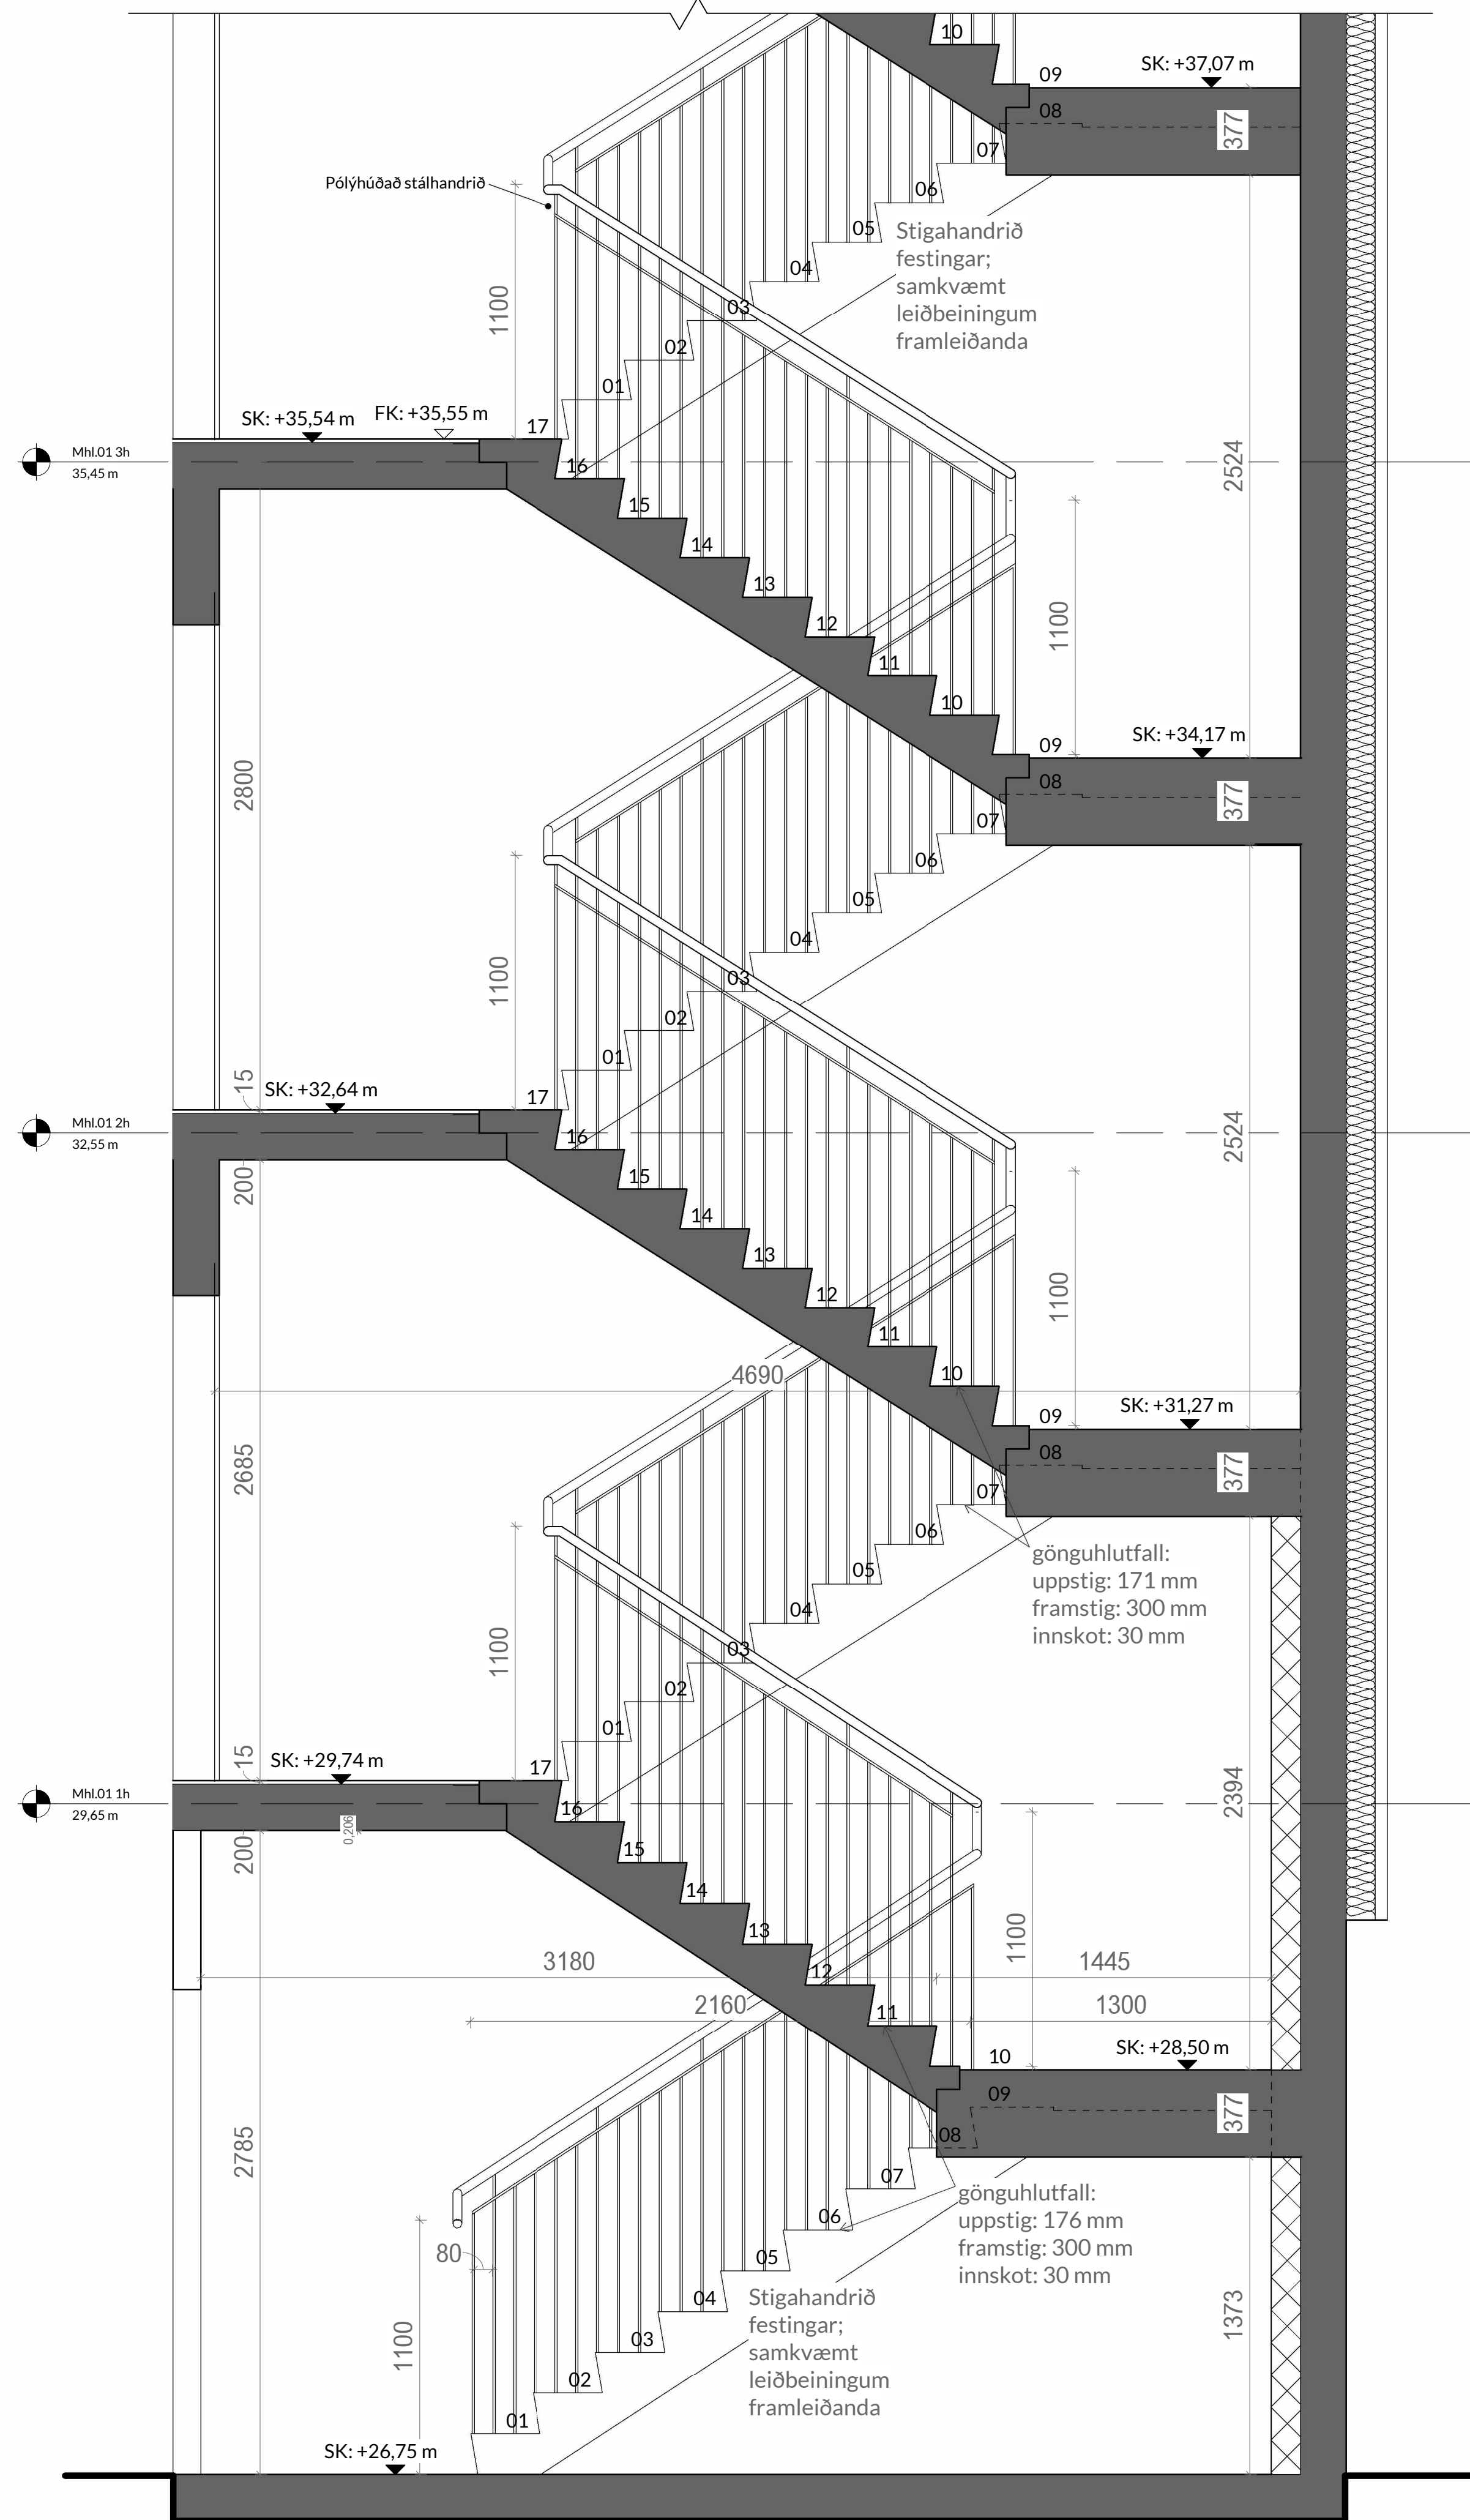 10
09
SK: +37,07 m
08
377
07
Pólýhúðað stálhandrið
06
05
Stigahandrið
festingar;
samkvæmt
leiðbeiningum
framleiðanda
04
1100
03
02
01
SK: +35,54 m
FK: +35,55 m
17
Mhl.01 3h
35,45 m
16
2524
15
14
13
12
1100
11
10
09
SK: +34,17 m
08
377
2800
07
06
05
04
1100
03
02
01
15
SK: +32,64 m
17
Mhl.01 2h
32,55 m
16
2524
200
15
14
13
12
1100
11
4690
10
09
SK: +31,27 m
08
377
2685
07
06
gönguhlutfall:
uppstig: 171 mm
framstig: 300 mm
innskot: 30 mm
05
04
1100
03
02
01
15
SK: +29,74 m
17
Mhl.01 1h
29,65 m
16
2394
0,206
200
15
14
13
1100
3180
12
1445
2160
11
1300
10
SK: +28,50 m
09
377
08
2785
07
gönguhlutfall:
uppstig: 176 mm
framstig: 300 mm
innskot: 30 mm
06
80
05
Stigahandrið
festingar;
samkvæmt
leiðbeiningum
framleiðanda
04
1373
1100
03
02
01
SK: +26,75 m